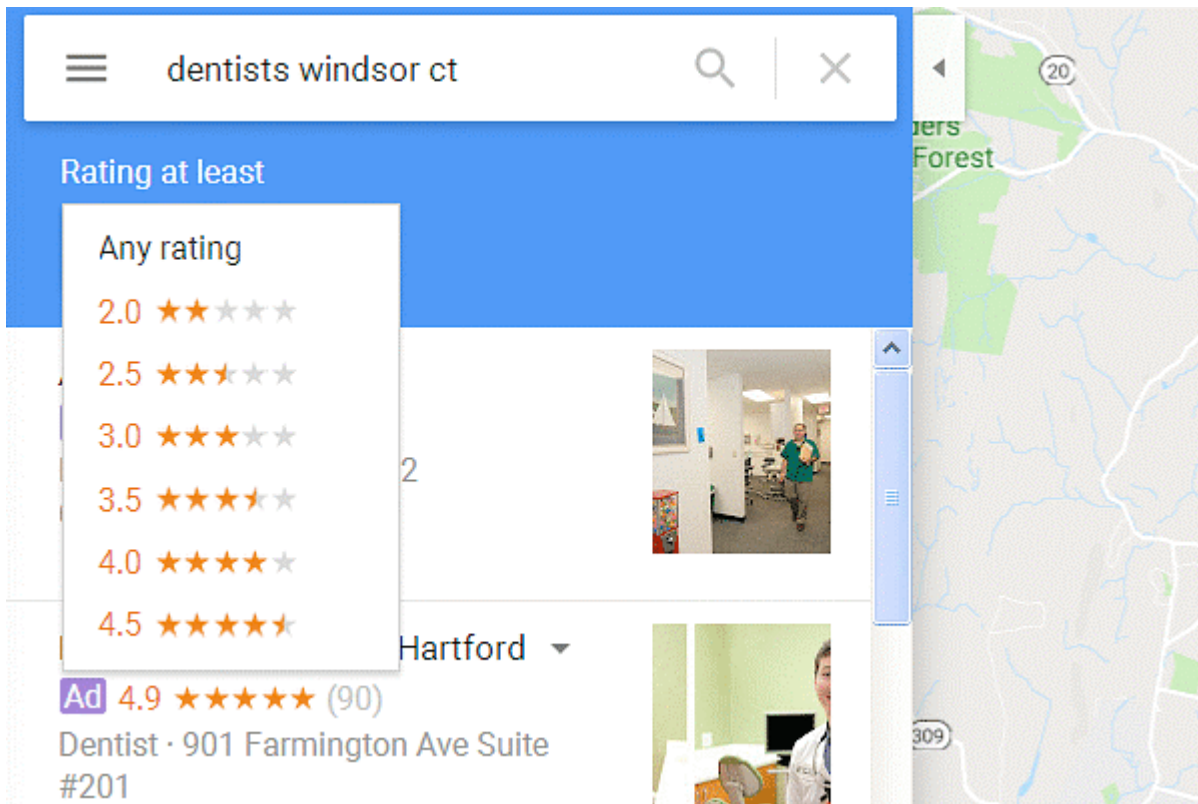 dentists windsor ct
20
Forest
Rating at least
Any rating
2.0
2.5
3.0
2
3.5
4.0
4.5
Hartford
Ad 4.9 (90)
Dentist · 901 Farmington Ave Suite
#201
309